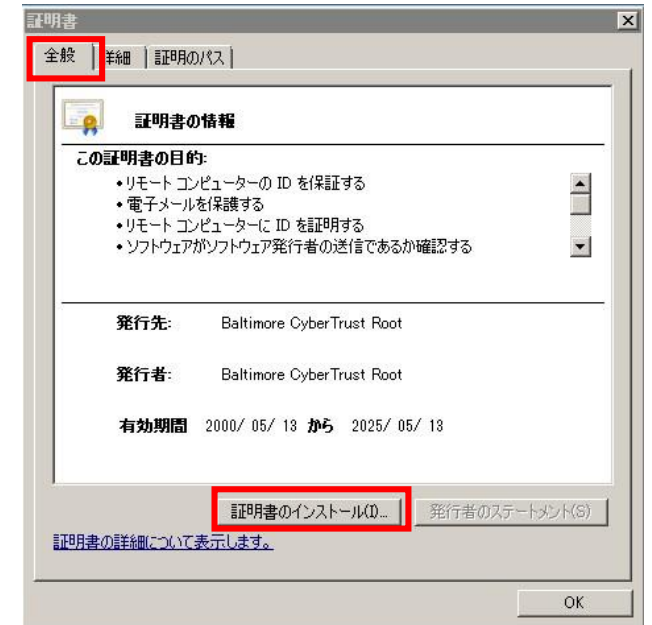 証明書
全般 詳細 証明のパス
証明書の情報
この証明書の目的:
•リモート コンピューターの ID を保証する
•電子メールを保護する
•リモート コンピューターに ID を証明する
•ソフトウェアがソフトウェア発行者の送信であるか確認する
発行先: Baltimore CyberTrust Root
発行者: Baltimore CyberTrust Root
有効期間 2000/ 05/ 13 から 2025/ 05/ 13
証明書のインストール(I)... 発行者のステートメント(S)
証明書の詳細について表示します。
OK